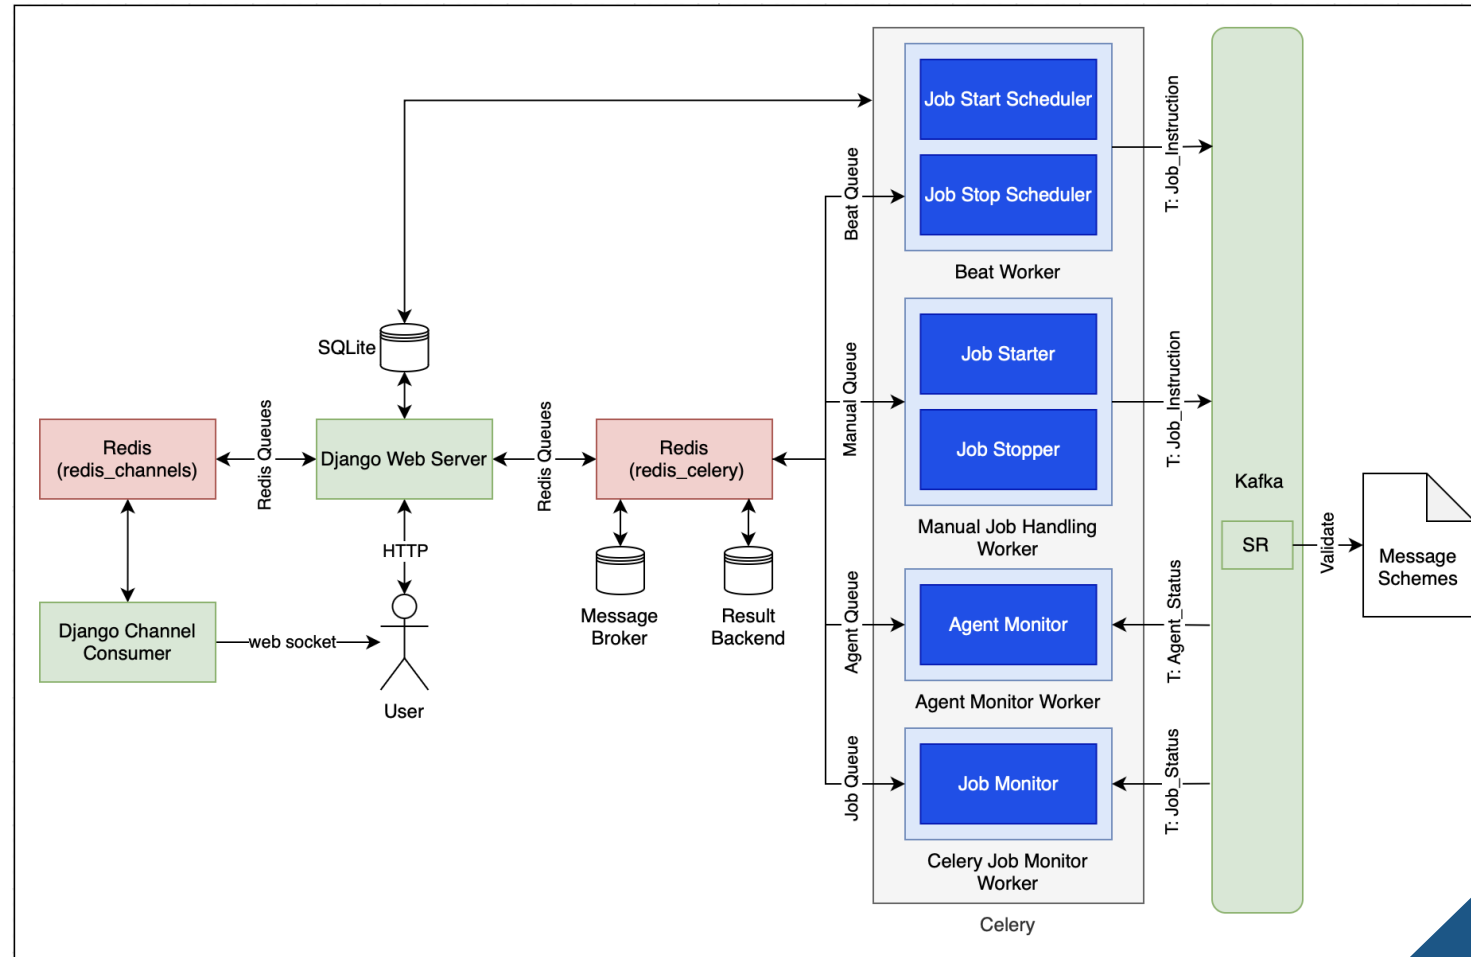 Job Start Scheduler
Job Stop Scheduler
Beat Worker
Beat Queue
T: Job_Instruction
SQLite
Job Starter
Job Stopper
Manual Job Handling
Worker
Manual Queue
T: Job_Instruction
Redis
(redis_channels)
Redis Queues
Django Web Server
Redis Queues
Redis
(redis_celery)
Kafka
SR
Validate
Message
Schemes
HTTP
Message
Broker
Result
Backend
Django Channel
Consumer
web socket
User
Agent Queue
Agent Monitor
Agent Monitor Worker
T: Agent_Status
Job Queue
Job Monitor
Celery Job Monitor
Worker
T: Job_Status
Celery